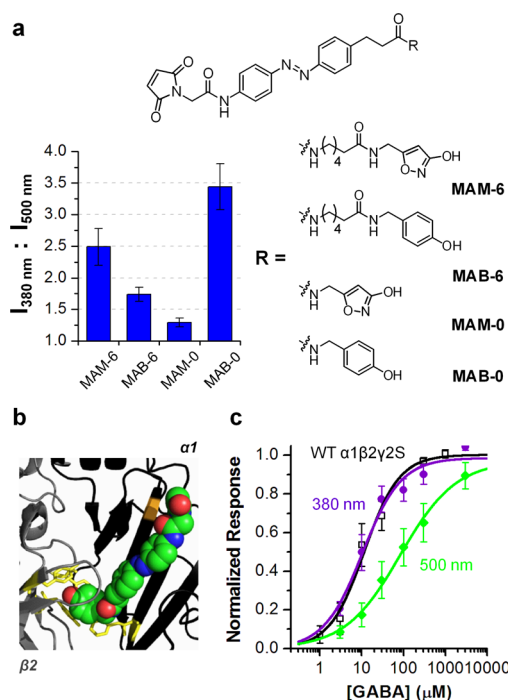 a
O
R
N
N
O
N
O
O
N
H
I380 nm : I500 nm
4.0
3.5
3.0
2.5
2.0
1.5
1.0
MAM-6
MAB-6
MAM-0
MAB-0
R =
O
N
H
4
N
H
O
N
OH
MAM-6
O
N
H
4
N
H
OH
MAB-6
N
H
O
N
OH
MAM-0
N
H
OH
MAB-0
b
α1
β2
c
WT α1β2γ2S
380 nm
500 nm
Normalized Response
1.0
0.8
0.6
0.4
0.2
0.0
1 10 100 1000 10000
[GABA] (μM)